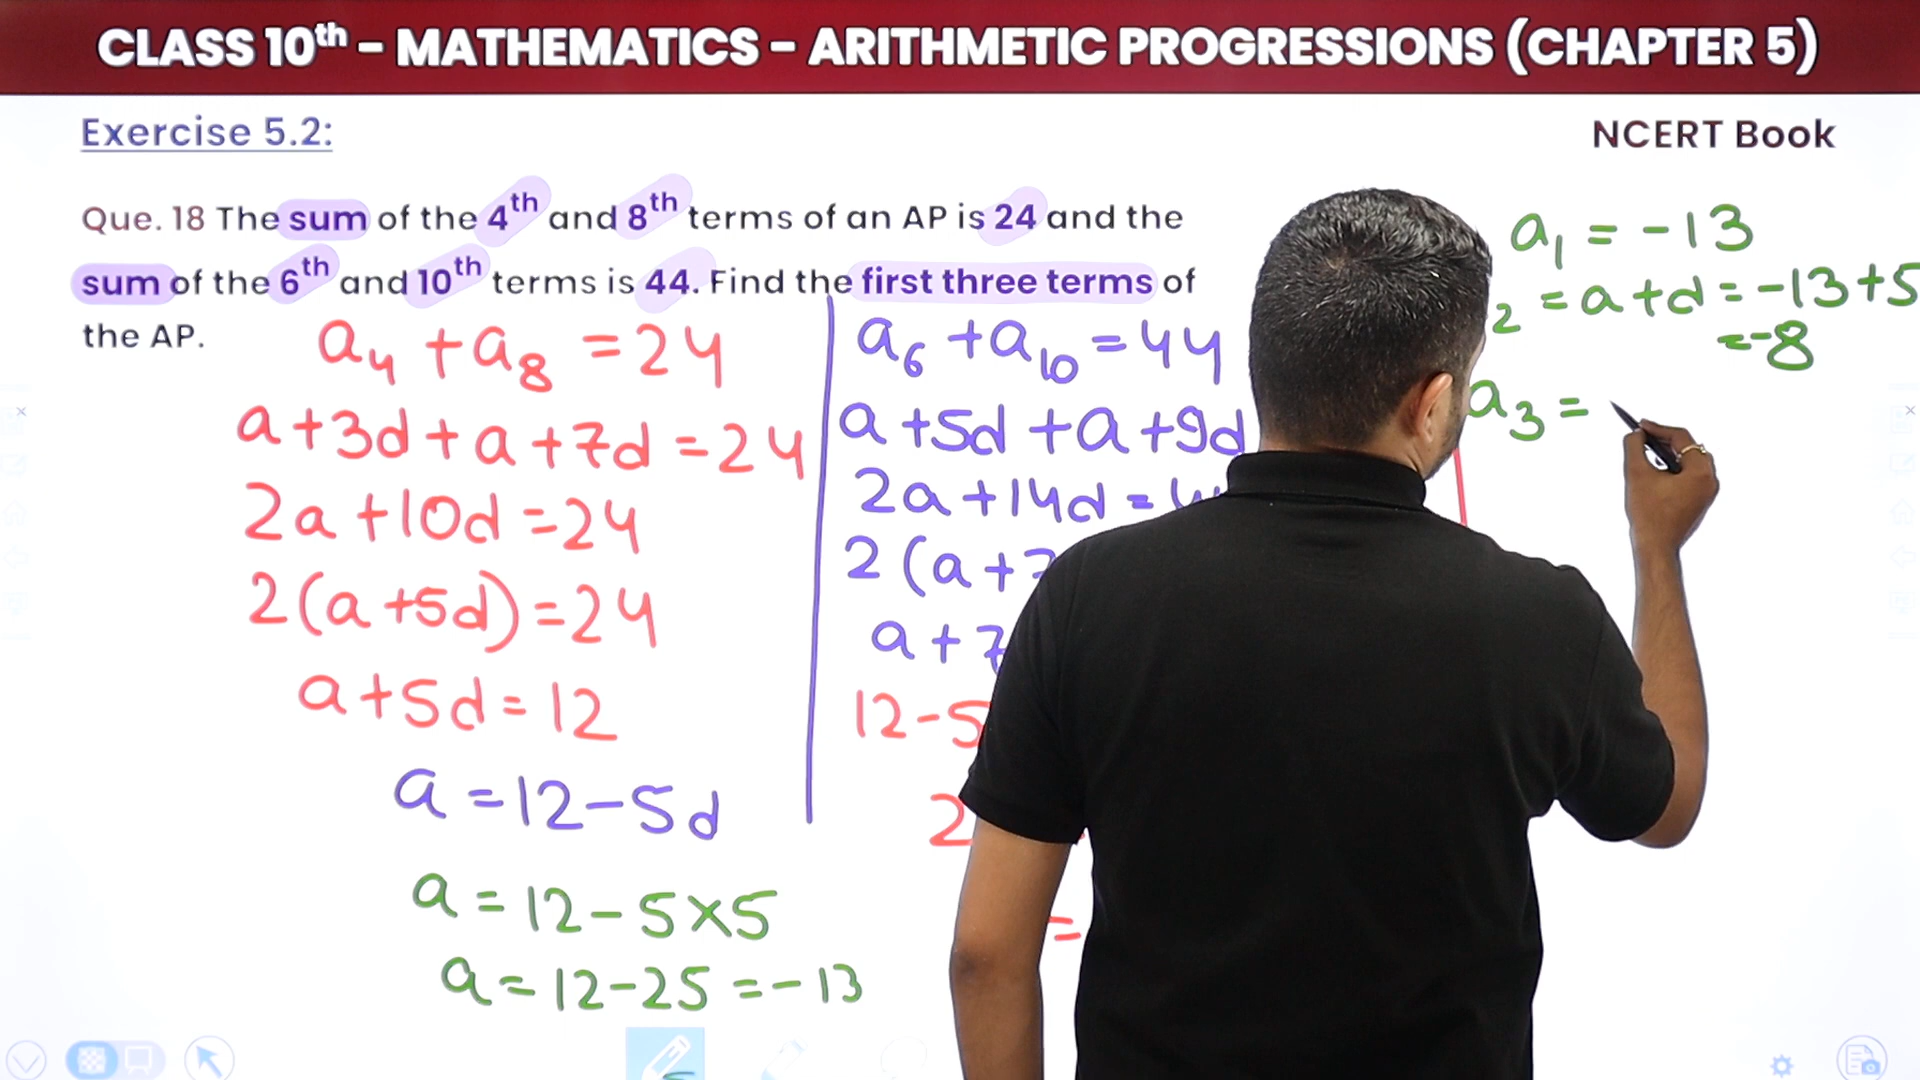 CLASS 10th – MATHEMATICS – ARITHMETIC PROGRESSIONS (CHAPTER 5)
Exercise 5.2:
NCERT Book
Que. 18 The sum of the 4th and 8th terms of an AP is 24 and the
sum of the 6th and 10th terms is 44. Find the first three terms of
the AP.
a4 + a8 = 24
a+3d + a +7d = 24
2a +10d = 24
2(a +5d) = 24
a+5d = 12
a = 12-5d
a = 12-5×5
a = 12-25 = -13
a6 + a10 = 44
a +5d +a +9d
2a +14d =
2 (a +
a + 7
12-5
2
=
a1 = -13
2 = a+d = -13+5
= -8
a3 =